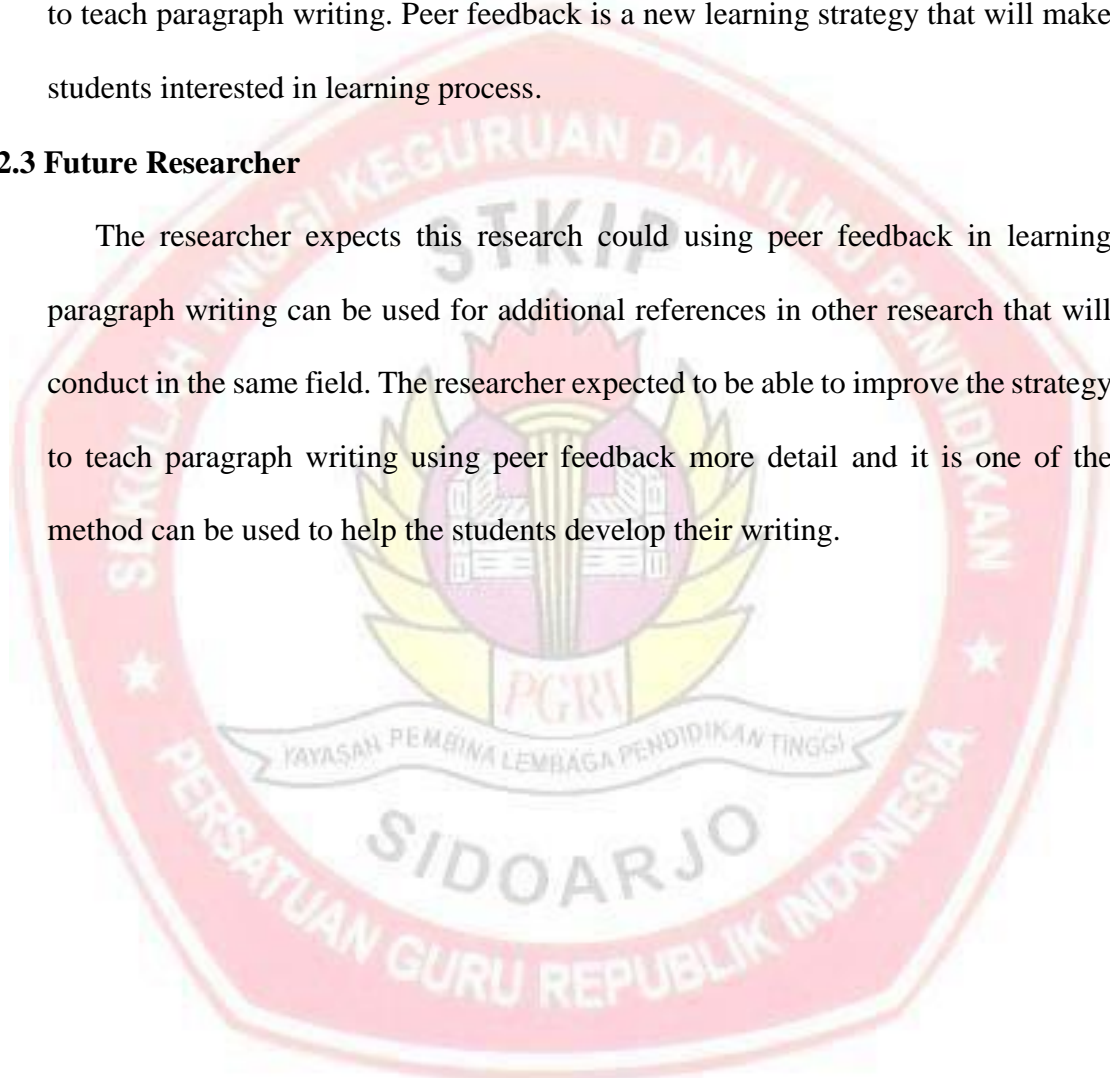 to teach paragraph writing. Peer feedback is a new learning strategy that will make
students interested in learning process.
2.3 Future Researcher
The researcher expects this research could using peer feedback in learning
paragraph writing can be used for additional references in other research that will
conduct in the same field. The researcher expected to be able to improve the strategy
to teach paragraph writing using peer feedback more detail and it is one of the
method can be used to help the students develop their writing.
SEKOLAH TINGGI KEGURUAN DAN ILMU PENDIDIKAN
STKIP
PGRI
YAYASAN PEMBINA LEMBAGA PENDIDIKAN TINGGI
SIDOARJO
PERSATUAN GURU REPUBLIK INDONESIA